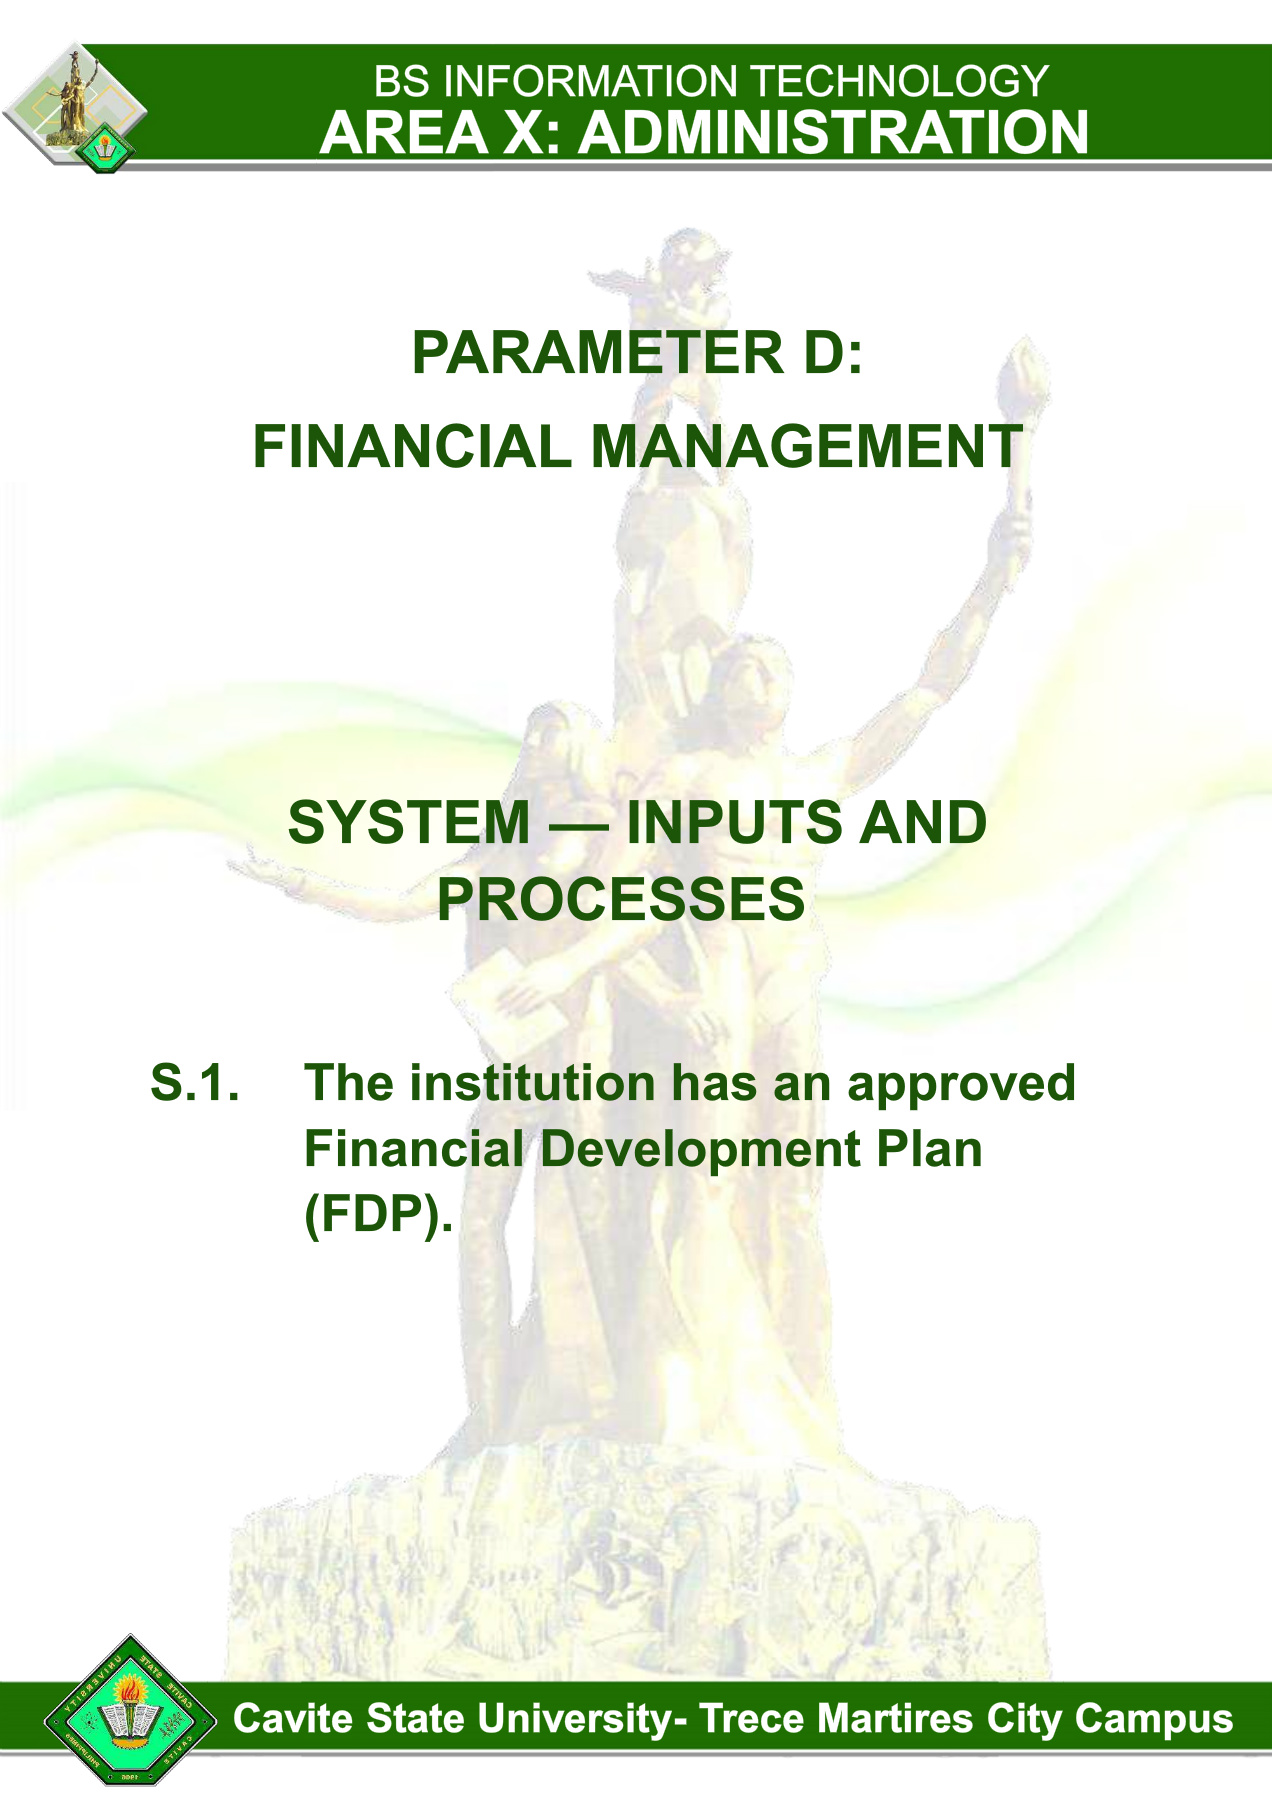 BS INFORMATION TECHNOLOGY
AREA X: ADMINISTRATION
PARAMETER D:
FINANCIAL MANAGEMENT
SYSTEM — INPUTS AND
PROCESSES
S.1. The institution has an approved
Financial Development Plan
(FDP).
Cavite State University- Trece Martires City Campus